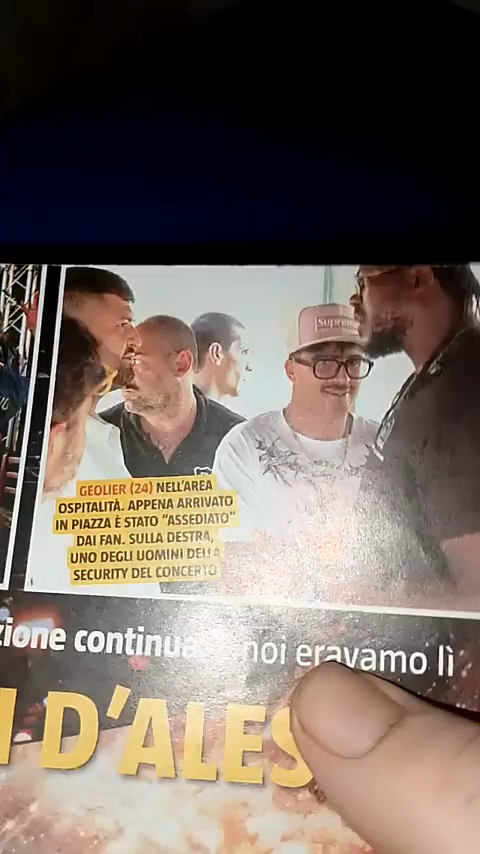 Supreme
GEOLIER (24) NELL'AREA
OSPITALITÀ. APPENA ARRIVATO
IN PIAZZA È STATO "ASSEDIATO"
DAI FAN. SULLA DESTRA,
UNO DEGLI UOMINI DELLA
SECURITY DEL CONCERTO
zione continua noi eravamo lì
D'ALES